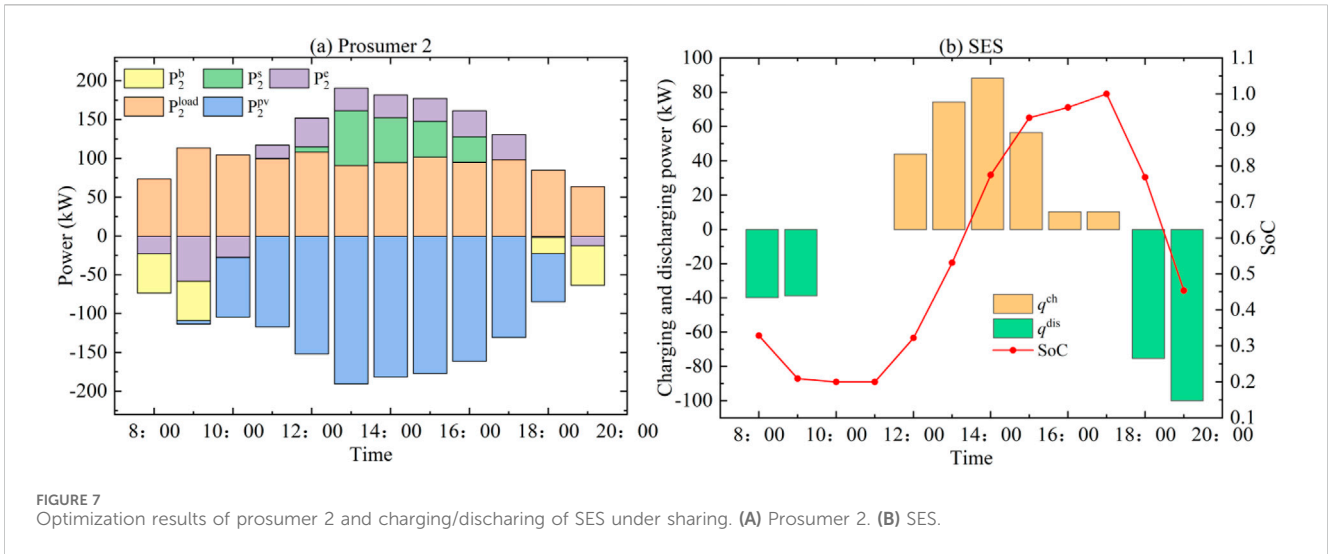 (a) Prosumer 2
P₂ᵇ P₂ˢ P₂ᵉ
P₂ˡᵒᵃᵈ P₂ᵖᵛ
Power (kW)
200
150
100
50
0
-50
-100
-150
-200
8：00 10：00 12：00 14：00 16：00 18：00 20：00
Time
(b) SES
Charging and discharging power (kW)
100
80
60
40
20
0
-20
-40
-60
-80
-100
qᶜʰ
qᵈⁱˢ
SoC
8：00 10：00 12：00 14：00 16：00 18：00 20：00
Time
1.1
1.0
0.9
0.8
0.7
0.6
0.5
0.4
0.3
0.2
0.1
SoC
FIGURE 7
Optimization results of prosumer 2 and charging/discharing of SES under sharing. (A) Prosumer 2. (B) SES.